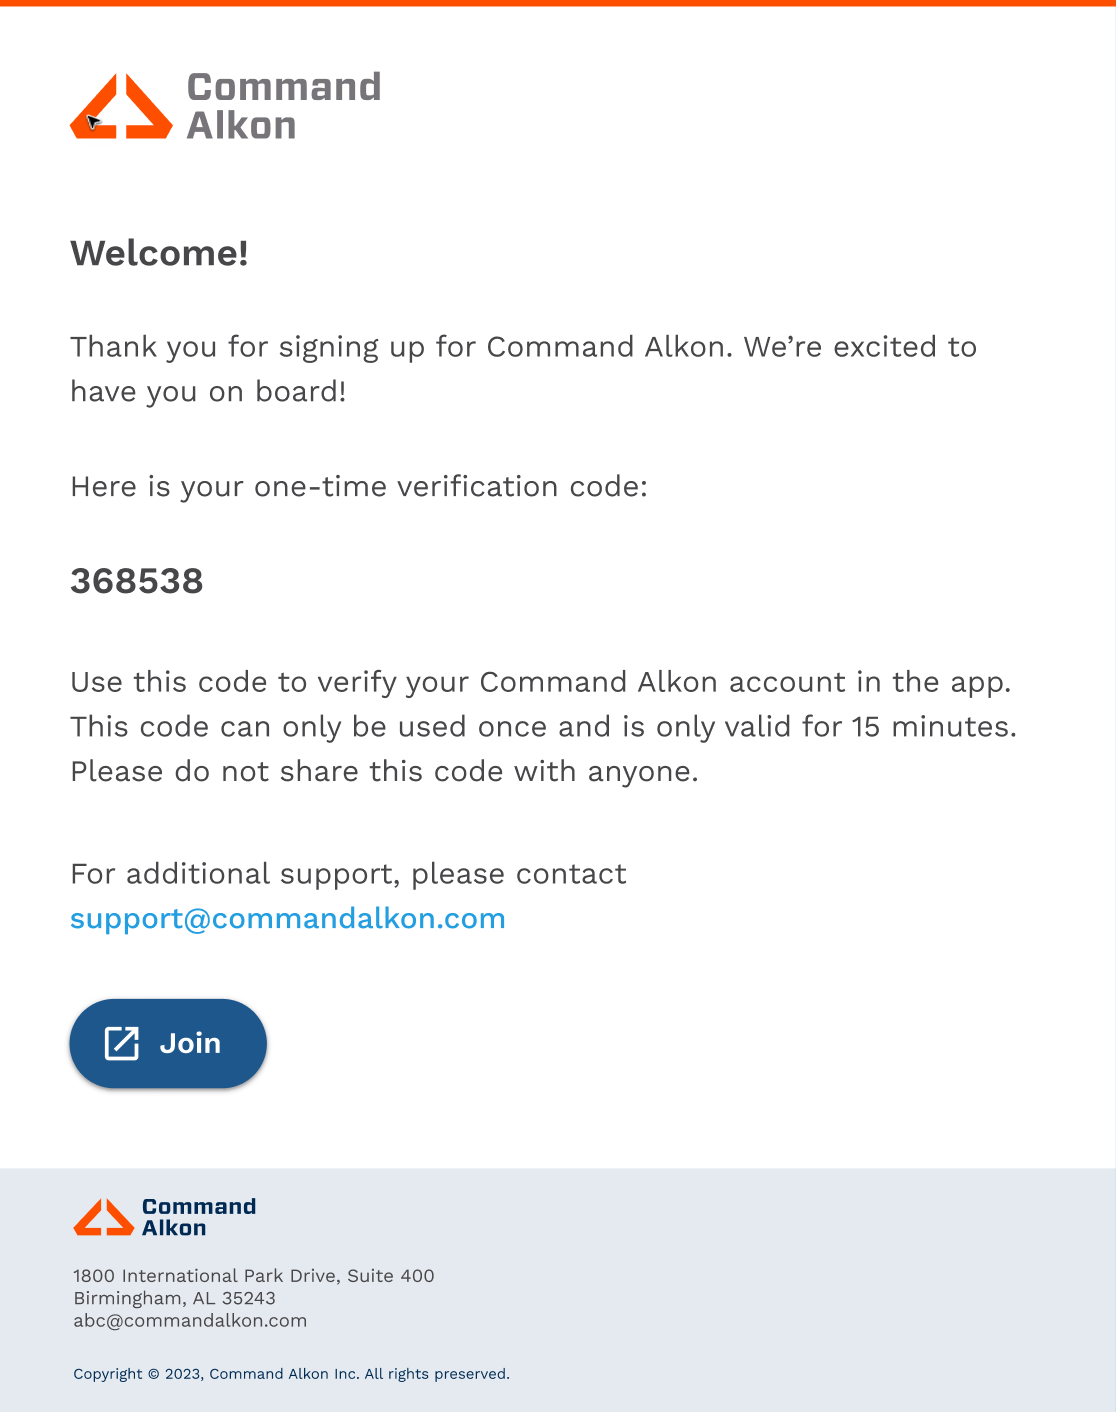 Command
Alkon
Welcome!
Thank you for signing up for Command Alkon. We’re excited to
have you on board!
Here is your one-time verification code:
368538
Use this code to verify your Command Alkon account in the app.
This code can only be used once and is only valid for 15 minutes.
Please do not share this code with anyone.
For additional support, please contact
support@commandalkon.com
Join
Command
Alkon
1800 International Park Drive, Suite 400
Birmingham, AL 35243
abc@commandalkon.com
Copyright © 2023, Command Alkon Inc. All rights preserved.